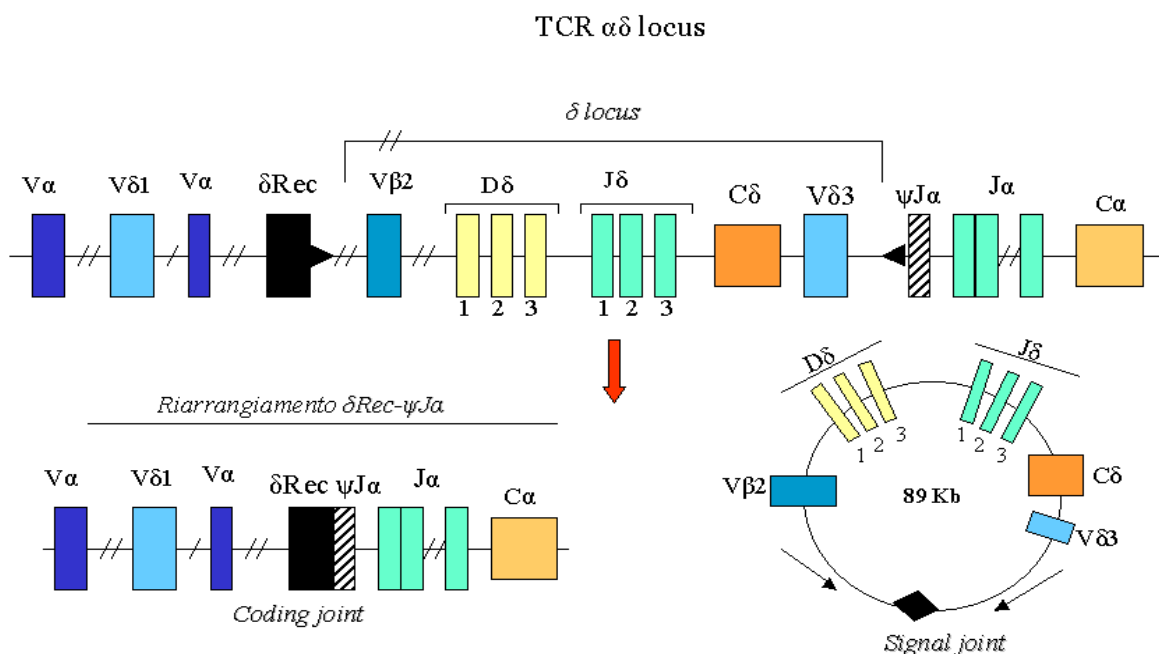 TCR αδ locus
δ locus
Vα Vδ1 Vα δRec Vβ2 Dδ Jδ Cδ Vδ3 ψJα Jα Cα
1 2 3 1 2 3
Riarrangiamento δRec-ψJα
Vα Vδ1 Vα δRec ψJα Jα Cα
Coding joint
Dδ Jδ
1 2 3 1 2 3
Vβ2 89 Kb Cδ
Vδ3
Signal joint